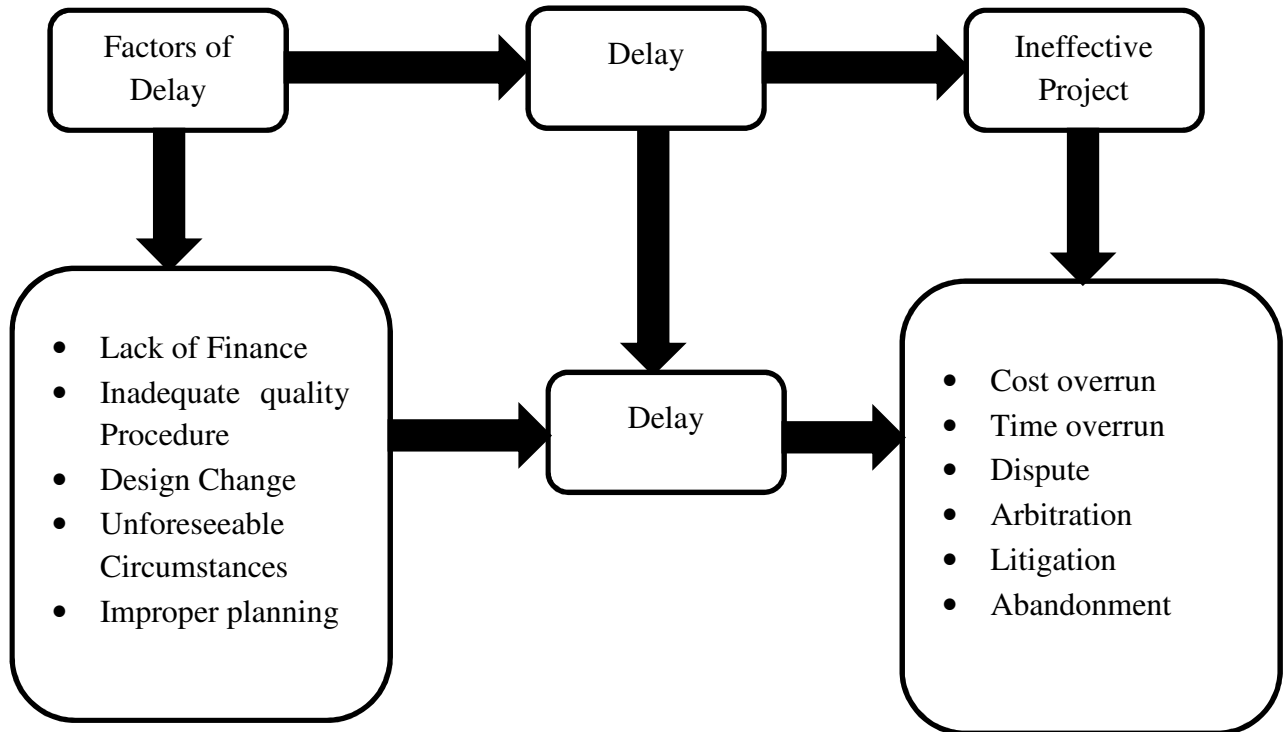 Factors of
Delay
Delay
Ineffective
Project
• Lack of Finance
• Inadequate quality
Procedure
• Design Change
• Unforeseeable
Circumstances
• Improper planning
Delay
• Cost overrun
• Time overrun
• Dispute
• Arbitration
• Litigation
• Abandonment